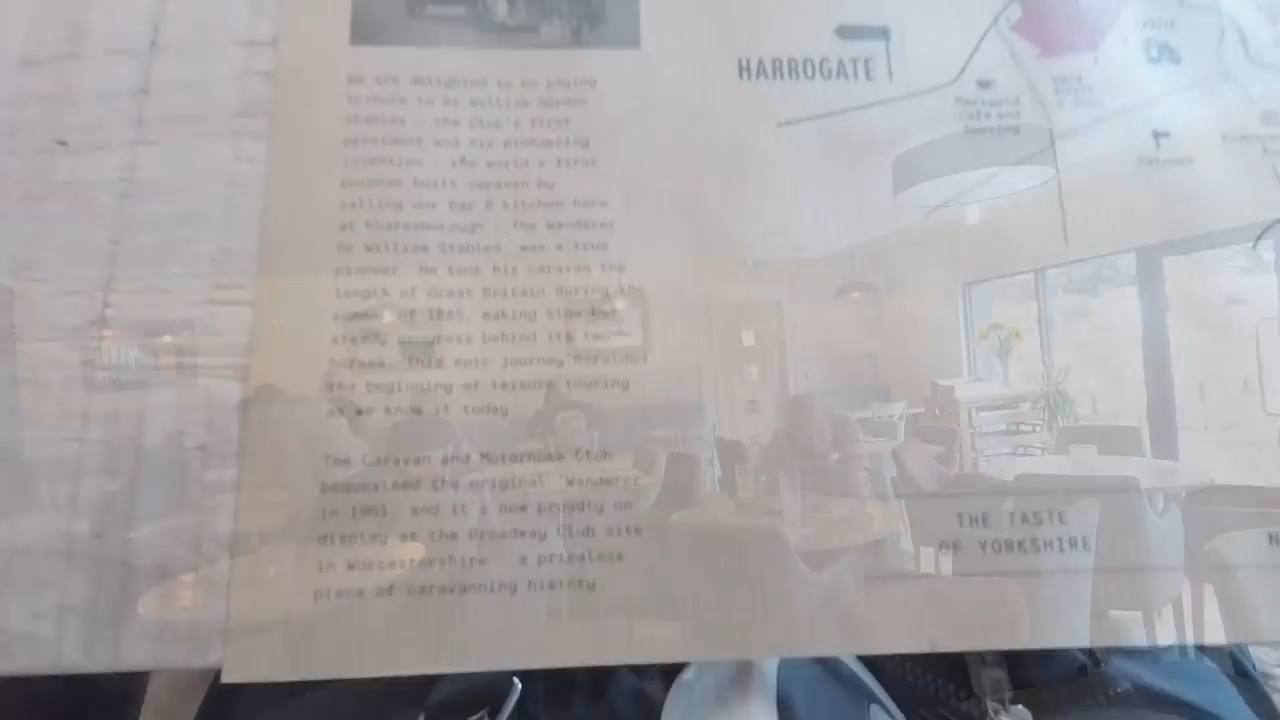 We are delighted to be paying
tribute to Dr William Gordon
Stables - the Club's first
president and his pioneering
invention - the world's first
purpose built caravan by
calling our bar & kitchen here
at Knaresborough - The Wanderer
Dr William Stables was a true
pioneer. He took his caravan the
length of Great Britain during the
summer of 1885, making slow but
steady progress behind its two
horses. This epic journey heralded
the beginning of leisure touring
as we know it today
The Caravan and Motorhome Club
bequeathed the original 'Wanderer'
in 1961, and it's now proudly on
display at the Broadway Club site
in Worcestershire - a priceless
piece of caravanning history
HARROGATE
Cafe and
THE TASTE
OF YORKSHIRE
N